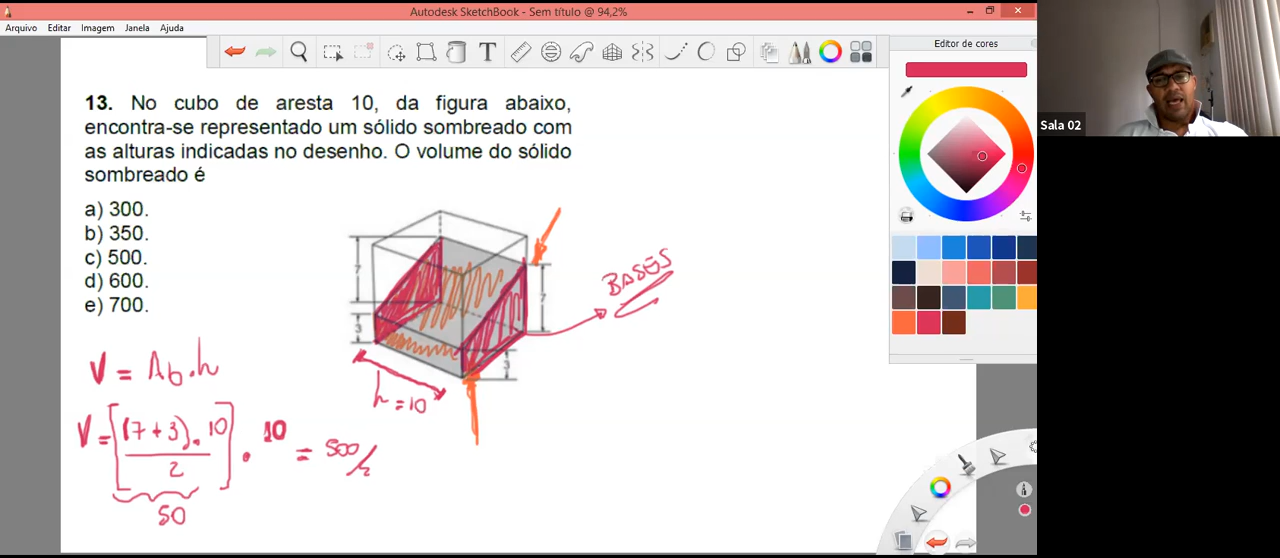 Autodesk SketchBook - Sem título @ 94,2%
Arquivo Editar Imagem Janela Ajuda
T
Editor de cores
Sala 02
13. No cubo de aresta 10, da figura abaixo,
encontra-se representado um sólido sombreado com
as alturas indicadas no desenho. O volume do sólido
sombreado é
a) 300.
b) 350.
c) 500.
d) 600.
e) 700.
7
3
7
3
BASES
h = 10
V = Ab.h
V = [(7 + 3) . 10 / 2] . 10 = 500
50